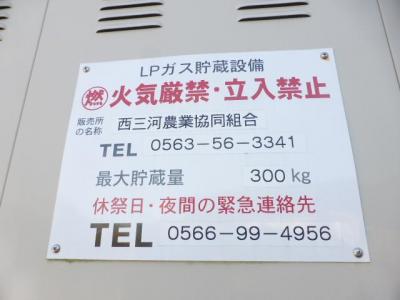 LPガス貯蔵設備
燃 火気厳禁・立入禁止
販売所の名称 西三河農業協同組合
TEL 0563-56-3341
最大貯蔵量 300kg
休祭日・夜間の緊急連絡先
TEL 0566-99-4956